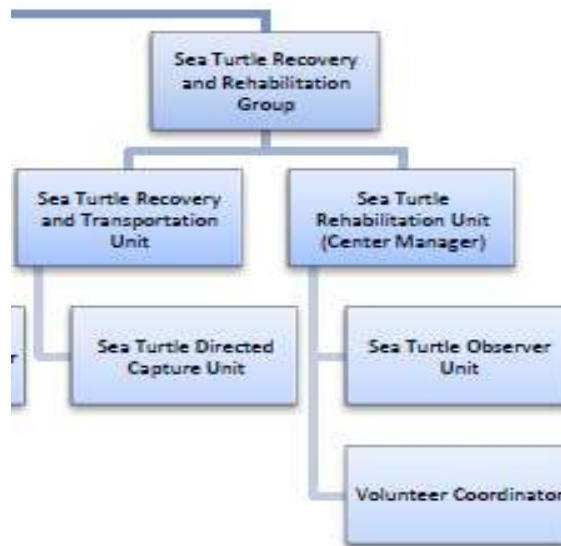 Sea Turtle Recovery
and Rehabilitation
Group
Sea Turtle Recovery
and Transportation
Unit
Sea Turtle
Rehabilitation Unit
(Center Manager)
Sea Turtle Directed
Capture Unit
Sea Turtle Observer
Unit
Volunteer Coordinator